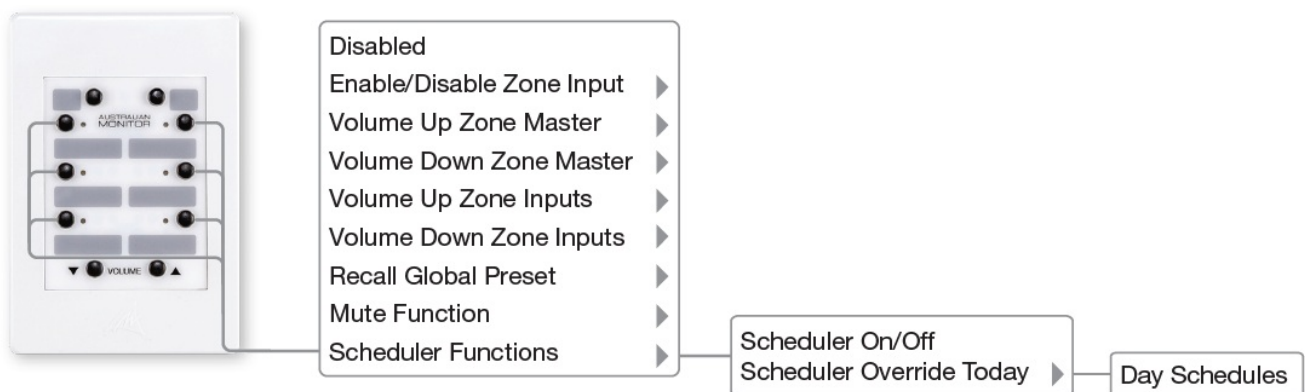 AUSTRALIAN
MONITOR
▼ VOLUME ▲
Disabled
Enable/Disable Zone Input
Volume Up Zone Master
Volume Down Zone Master
Volume Up Zone Inputs
Volume Down Zone Inputs
Recall Global Preset
Mute Function
Scheduler Functions
Scheduler On/Off
Scheduler Override Today
Day Schedules